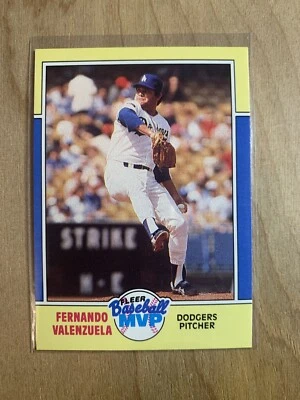 STRIKE
H-E
FERNANDO
VALENZUELA
FLEER
Baseball
MVP
DODGERS
PITCHER